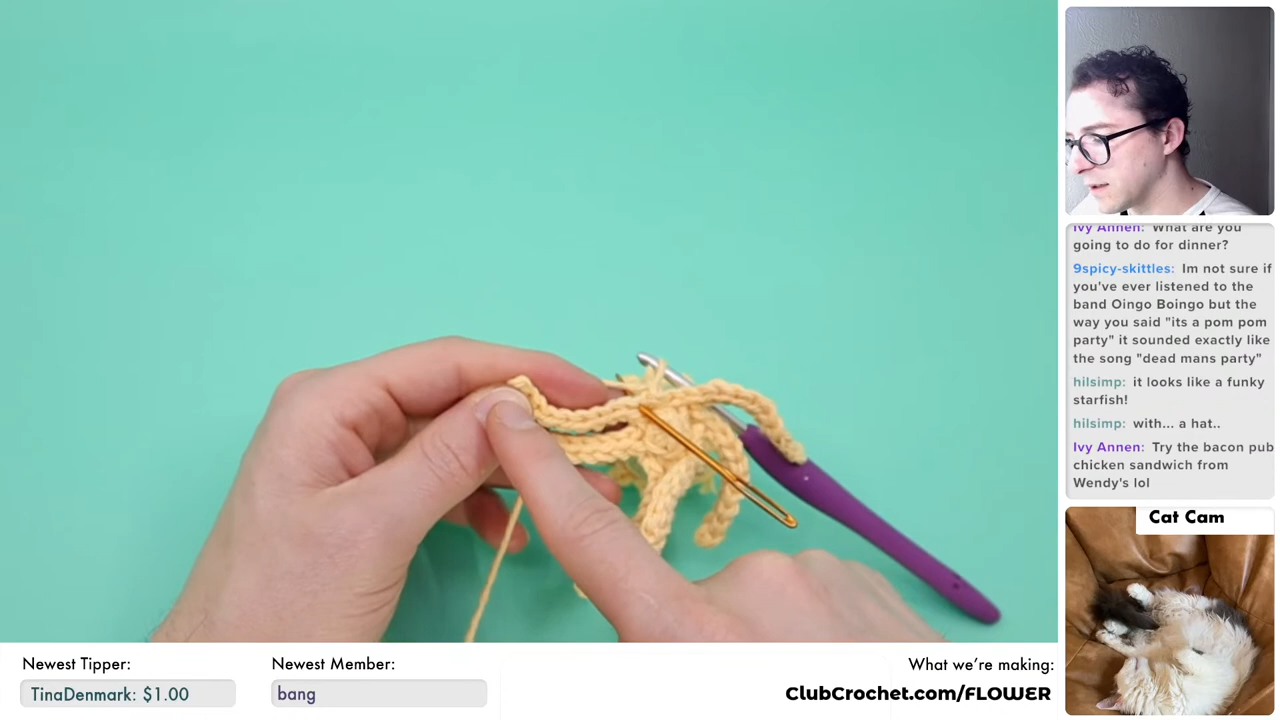 Ivy Annen: What are you
going to do for dinner?
9spicy-skittles: Im not sure if
you've ever listened to the
band Oingo Boingo but the
way you said "its a pom pom
party" it sounded exactly like
the song "dead mans party"
hilsimp: it looks like a funky
starfish!
hilsimp: with... a hat..
Ivy Annen: Try the bacon pub
chicken sandwich from
Wendy's lol
Cat Cam
Newest Tipper:
TinaDenmark: $1.00
Newest Member:
bang
What we're making:
ClubCrochet.com/FLOWER